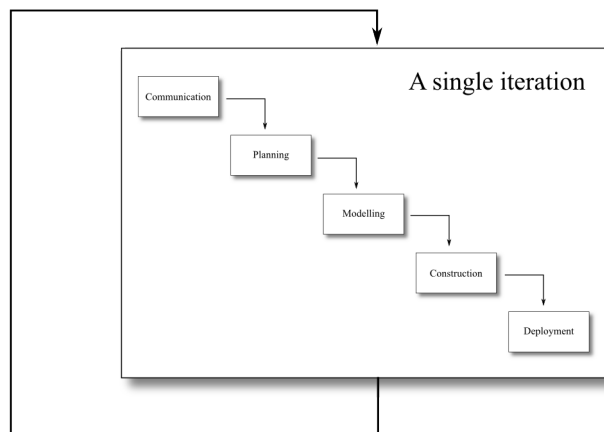 A single iteration
Communication
Planning
Modelling
Construction
Deployment